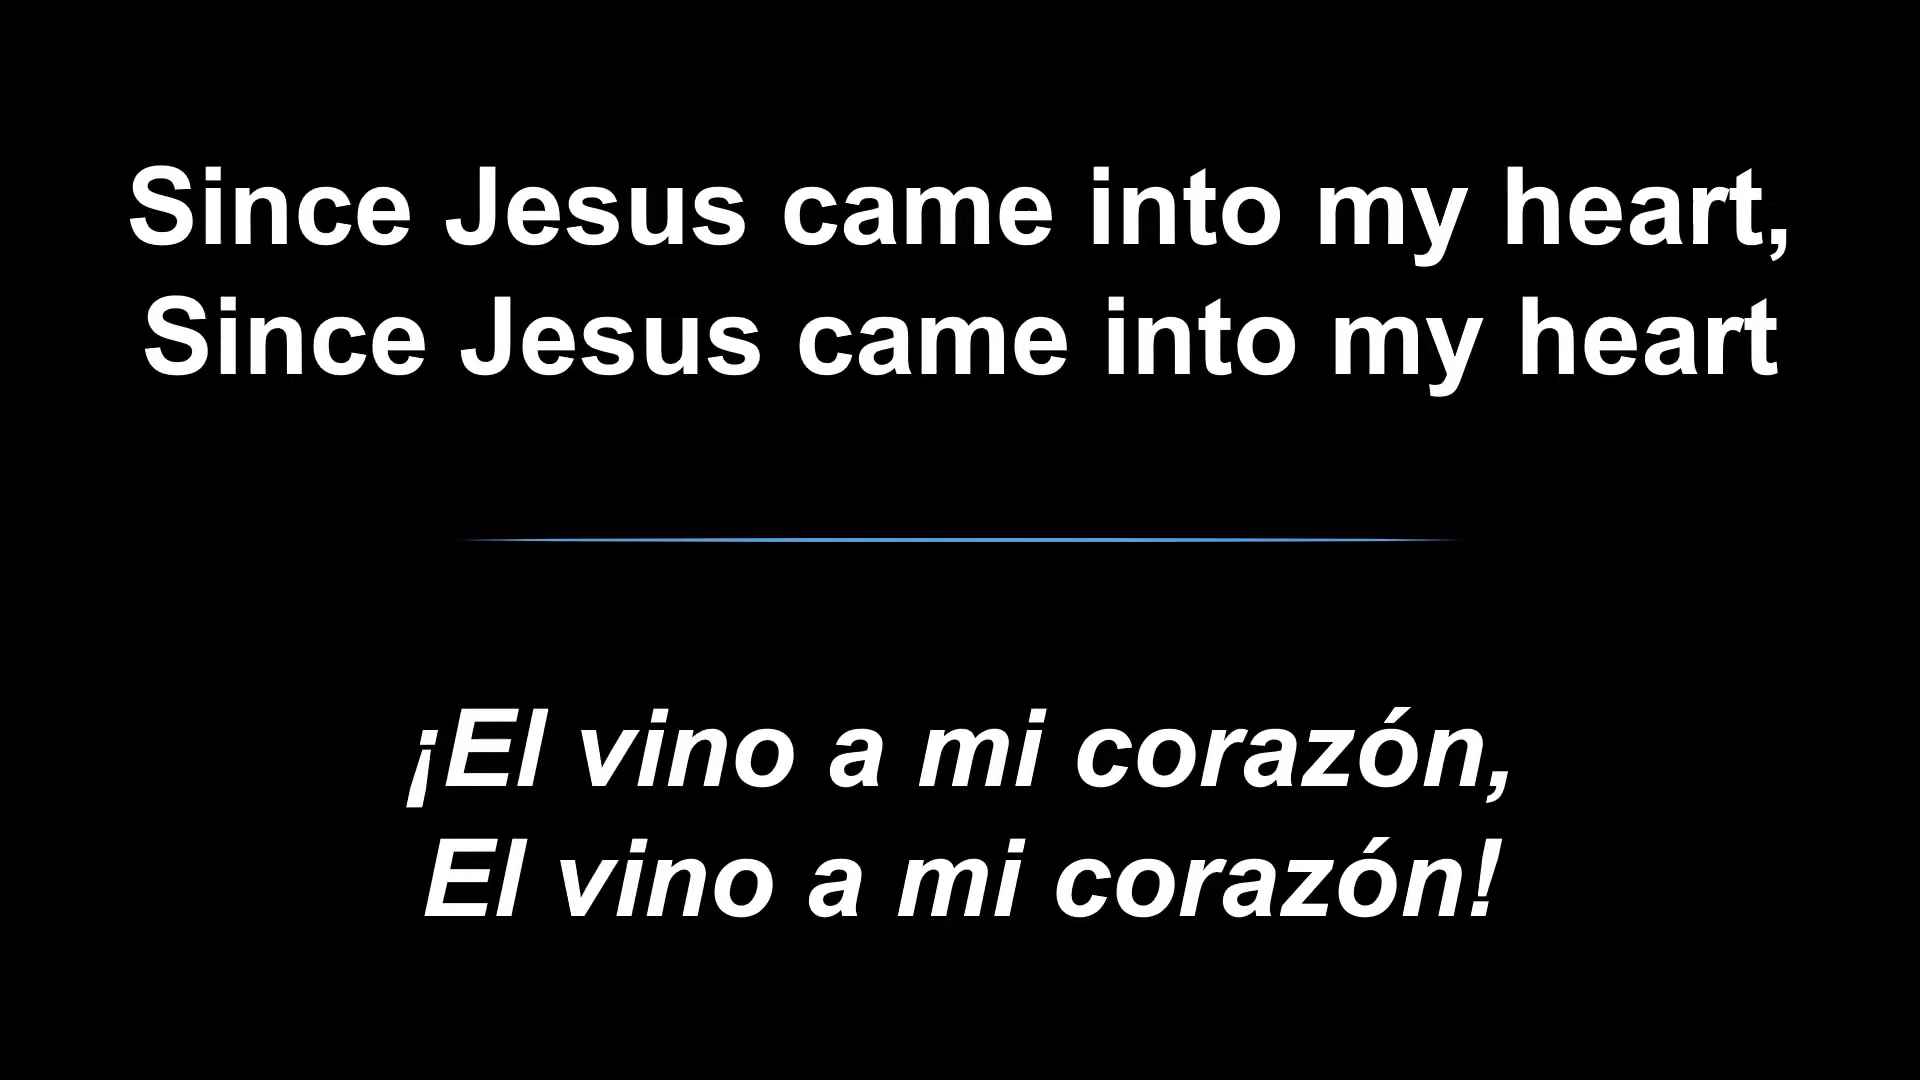 Since Jesus came into my heart,
Since Jesus came into my heart
¡El vino a mi corazón,
El vino a mi corazón!